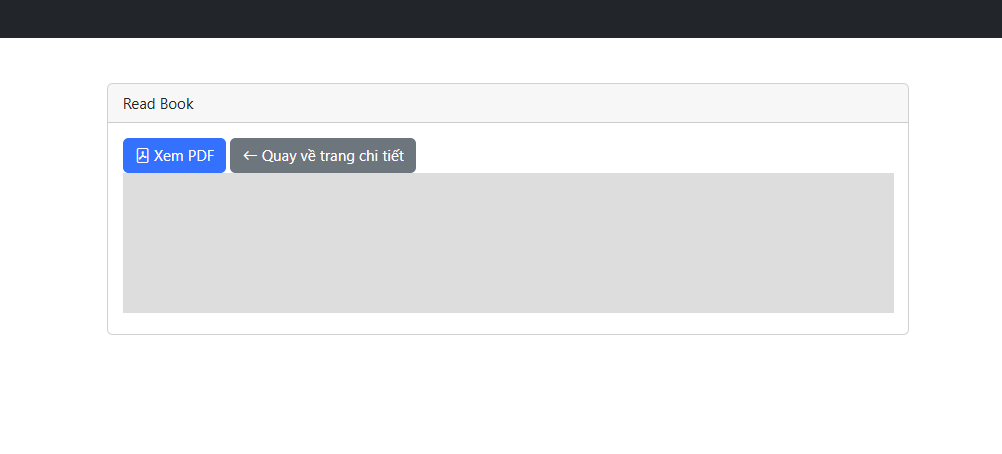 Read Book
Xem PDF
← Quay về trang chi tiết